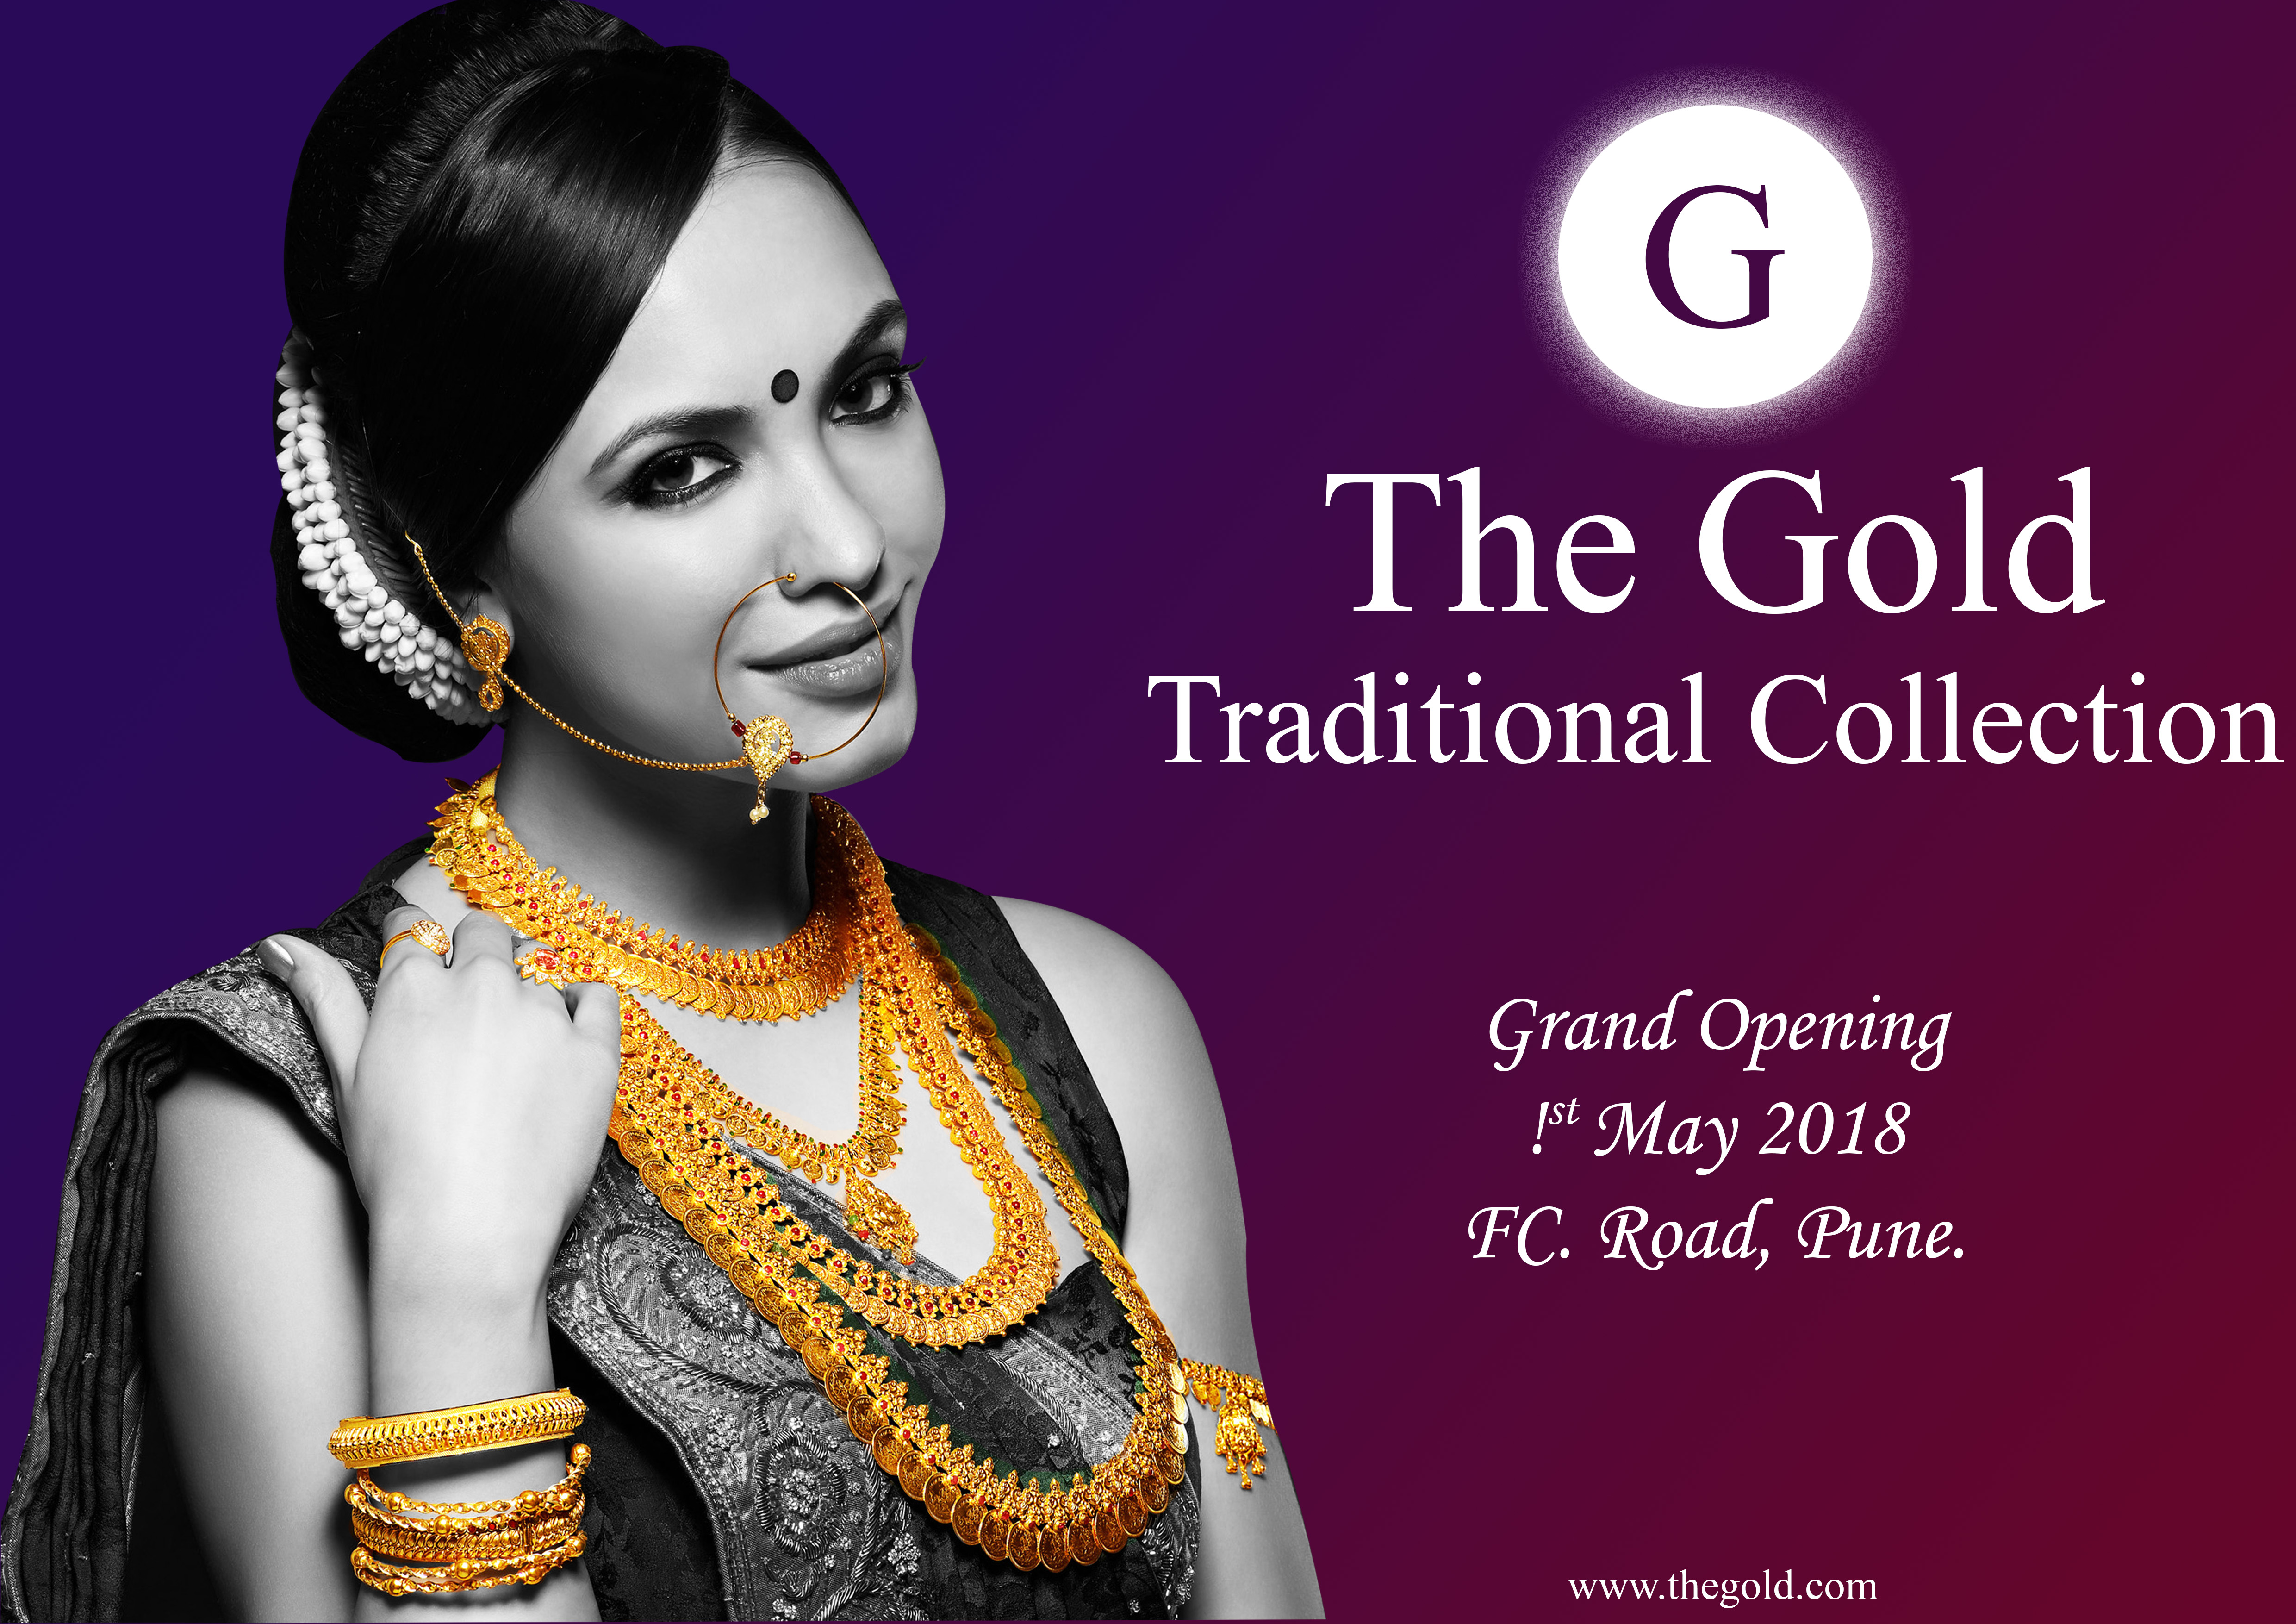 G
The Gold
Traditional Collection
Grand Opening
!st May 2018
FC. Road, Pune.
www.thegold.com